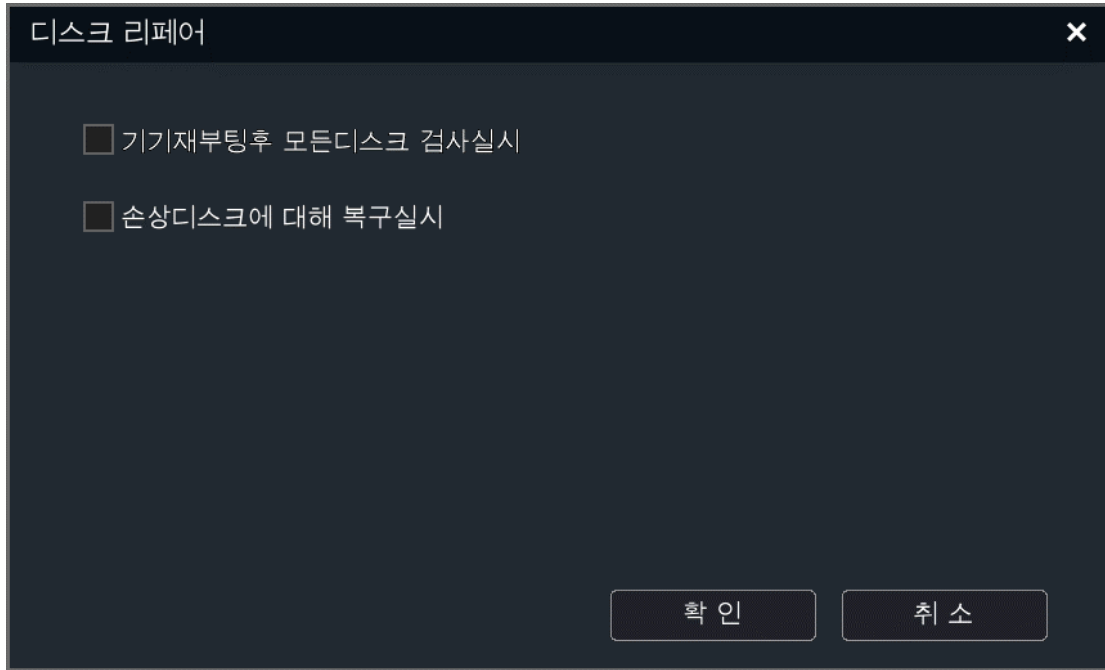 디스크 리페어
기기재부팅후 모든디스크 검사실시
손상디스크에 대해 복구실시
확 인
취 소